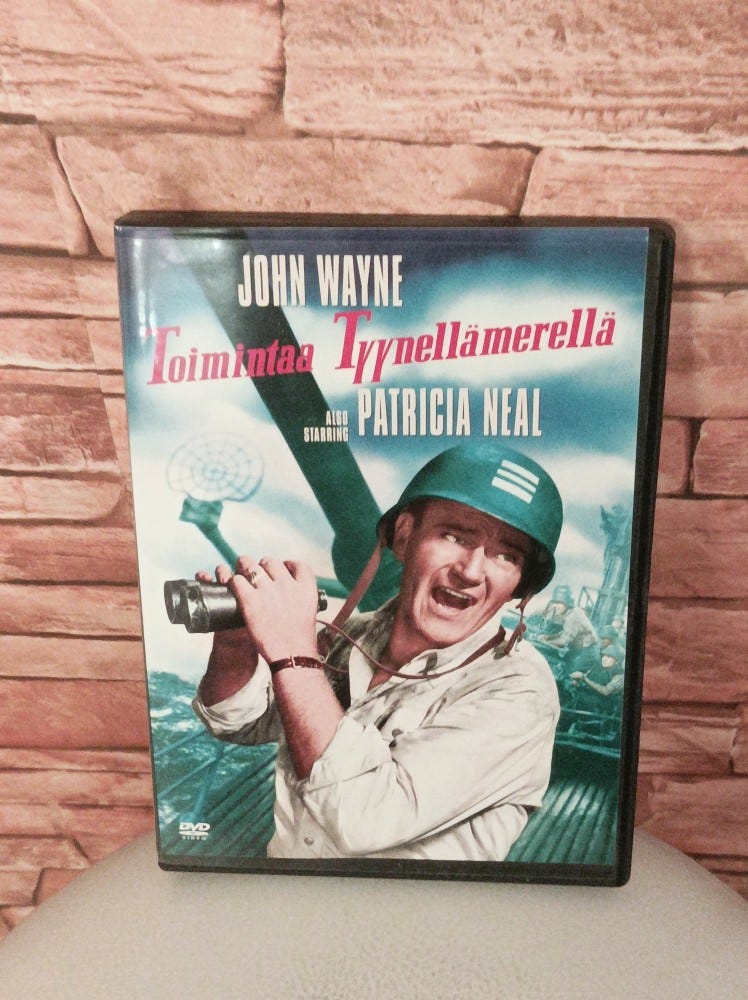 JOHN WAYNE
Toimintaa Tyynellämerellä
ALSO
STARRING PATRICIA NEAL
DVD
VIDEO